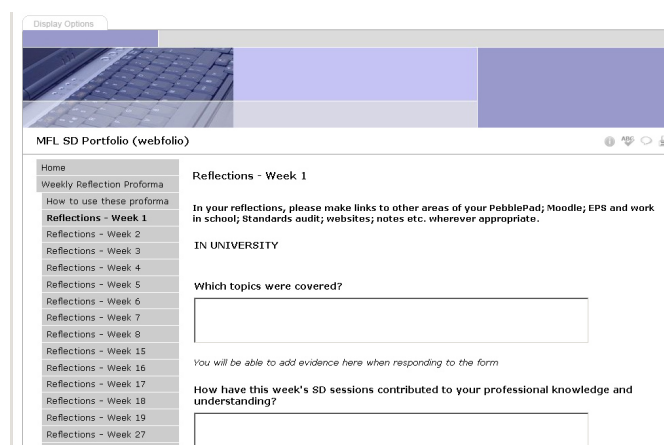 Display Options
MFL SD Portfolio (webfolio)
ABC
Home
Weekly Reflection Proforma
How to use these proforma
Reflections - Week 1
Reflections - Week 2
Reflections - Week 3
Reflections - Week 4
Reflections - Week 5
Reflections - Week 6
Reflections - Week 7
Reflections - Week 8
Reflections - Week 15
Reflections - Week 16
Reflections - Week 17
Reflections - Week 18
Reflections - Week 19
Reflections - Week 27
Reflections - Week 1
In your reflections, please make links to other areas of your PebblePad; Moodle; EPS and work
in school; Standards audit; websites; notes etc. wherever appropriate.
IN UNIVERSITY
Which topics were covered?
You will be able to add evidence here when responding to the form
How have this week's SD sessions contributed to your professional knowledge and
understanding?